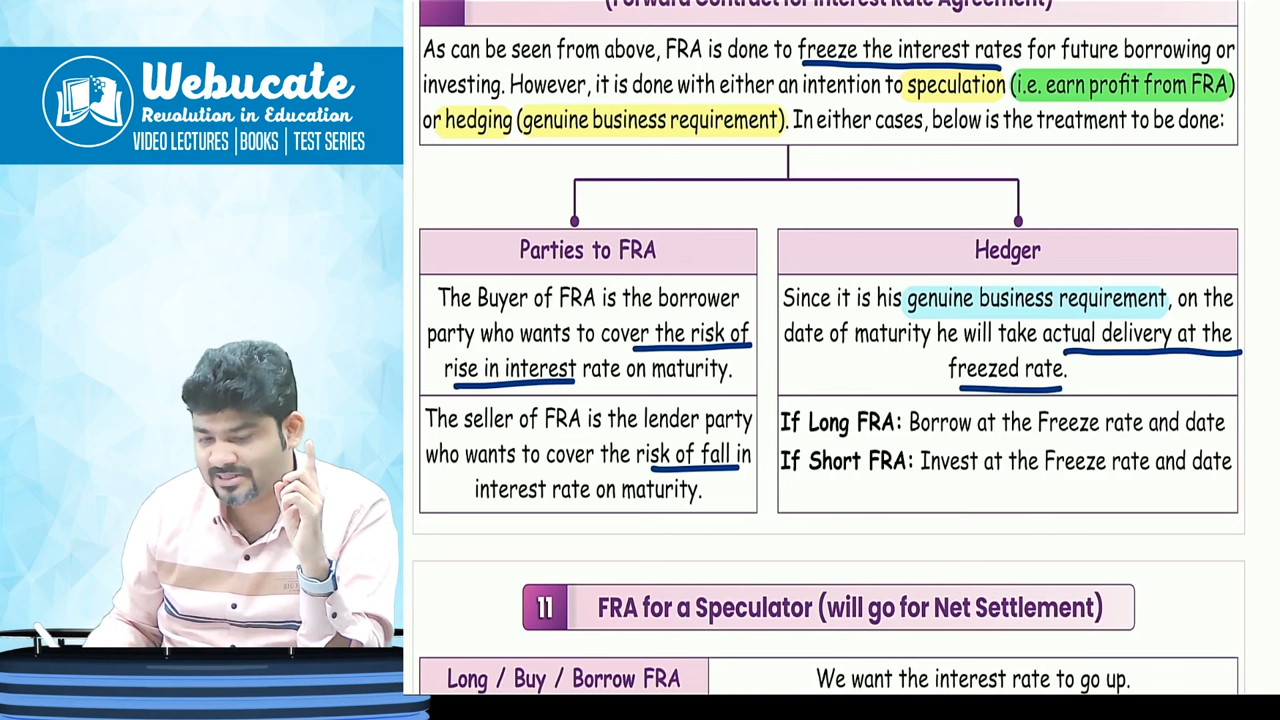 Webucate
Revolution in Education
VIDEO LECTURES | BOOKS | TEST SERIES
(Forward Contract for Interest Rate Agreement)
As can be seen from above, FRA is done to freeze the interest rates for future borrowing or
investing. However, it is done with either an intention to speculation (i.e. earn profit from FRA)
or hedging (genuine business requirement). In either cases, below is the treatment to be done:
Parties to FRA
The Buyer of FRA is the borrower
party who wants to cover the risk of
rise in interest rate on maturity.
The seller of FRA is the lender party
who wants to cover the risk of fall in
interest rate on maturity.
Hedger
Since it is his genuine business requirement, on the
date of maturity he will take actual delivery at the
freezed rate.
If Long FRA: Borrow at the Freeze rate and date
If Short FRA: Invest at the Freeze rate and date
11 FRA for a Speculator (will go for Net Settlement)
Long / Buy / Borrow FRA
We want the interest rate to go up.